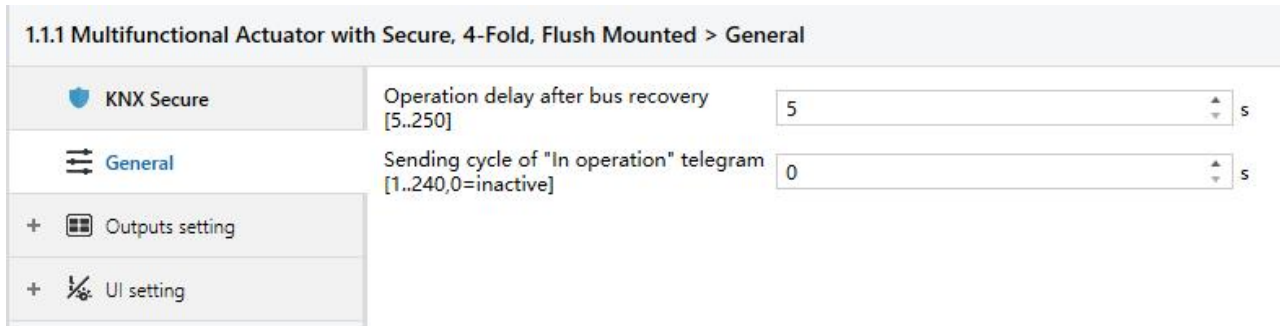 1.1.1 Multifunctional Actuator with Secure, 4-Fold, Flush Mounted > General
KNX Secure
General
+ Outputs setting
+ UI setting
Operation delay after bus recovery
[5..250]
5 s
Sending cycle of "In operation" telegram
[1..240,0=inactive]
0 s